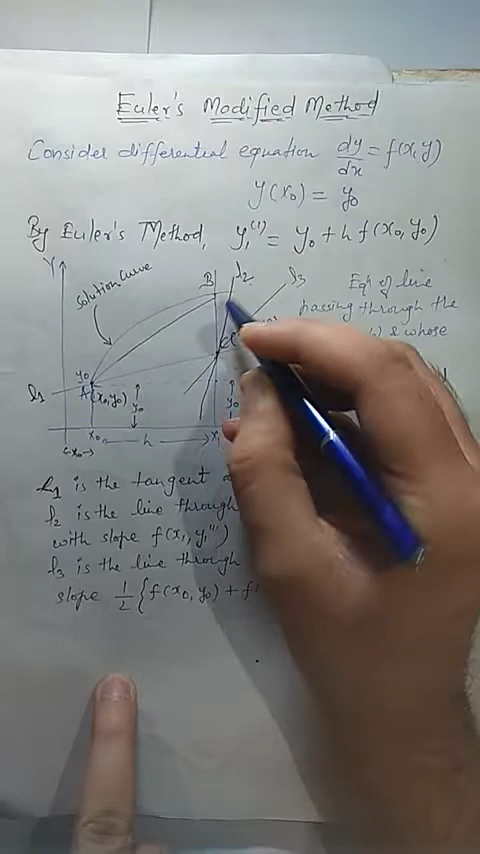 Euler's Modified Method
Consider differential equation dy/dx = f(x,y)
y(x₀) = y₀
By Euler's Method, y₁⁽¹⁾ = y₀ + h f(x₀, y₀)
Y
Solution Curve
B
l₂
l₃
Eqⁿ of line
passing through the
& whose
y₀
l₁
A(x₀,y₀)
y₀
y₀
x₀
h
x₁
←x₀→
l₁ is the tangent
l₂ is the line through
with slope f(x₁, y₁⁽¹⁾)
l₃ is the line through
slope 1/2 {f(x₀, y₀) + f